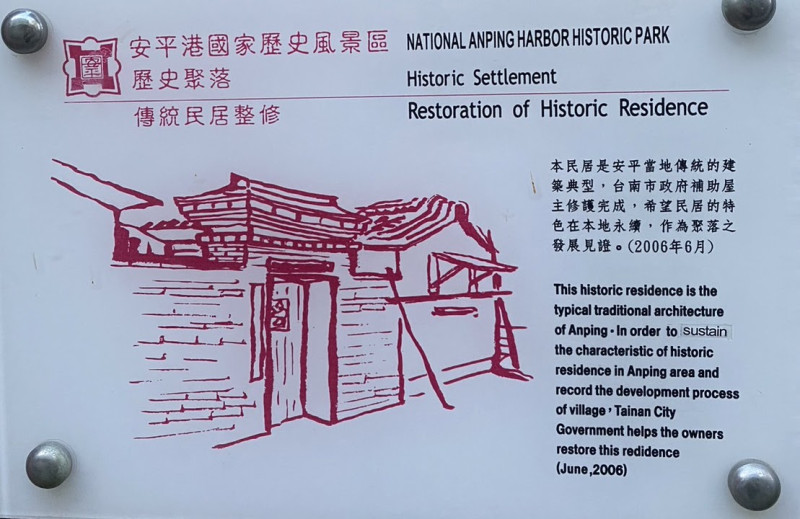 安平港國家歷史風景區
NATIONAL ANPING HARBOR HISTORIC PARK
歷史聚落
Historic Settlement
傳統民居整修
Restoration of Historic Residence
本民居是安平當地傳統的建
築典型，台南市政府補助屋
主修護完成，希望民居的特
色在本地永續，作為聚落之
發展見證。(2006年6月)
This historic residence is the
typical traditional architecture
of Anping。In order to sustain
the characteristic of historic
residence in Anping area and
record the development process
of village，Tainan City
Government helps the owners
restore this redidence
(June,2006)